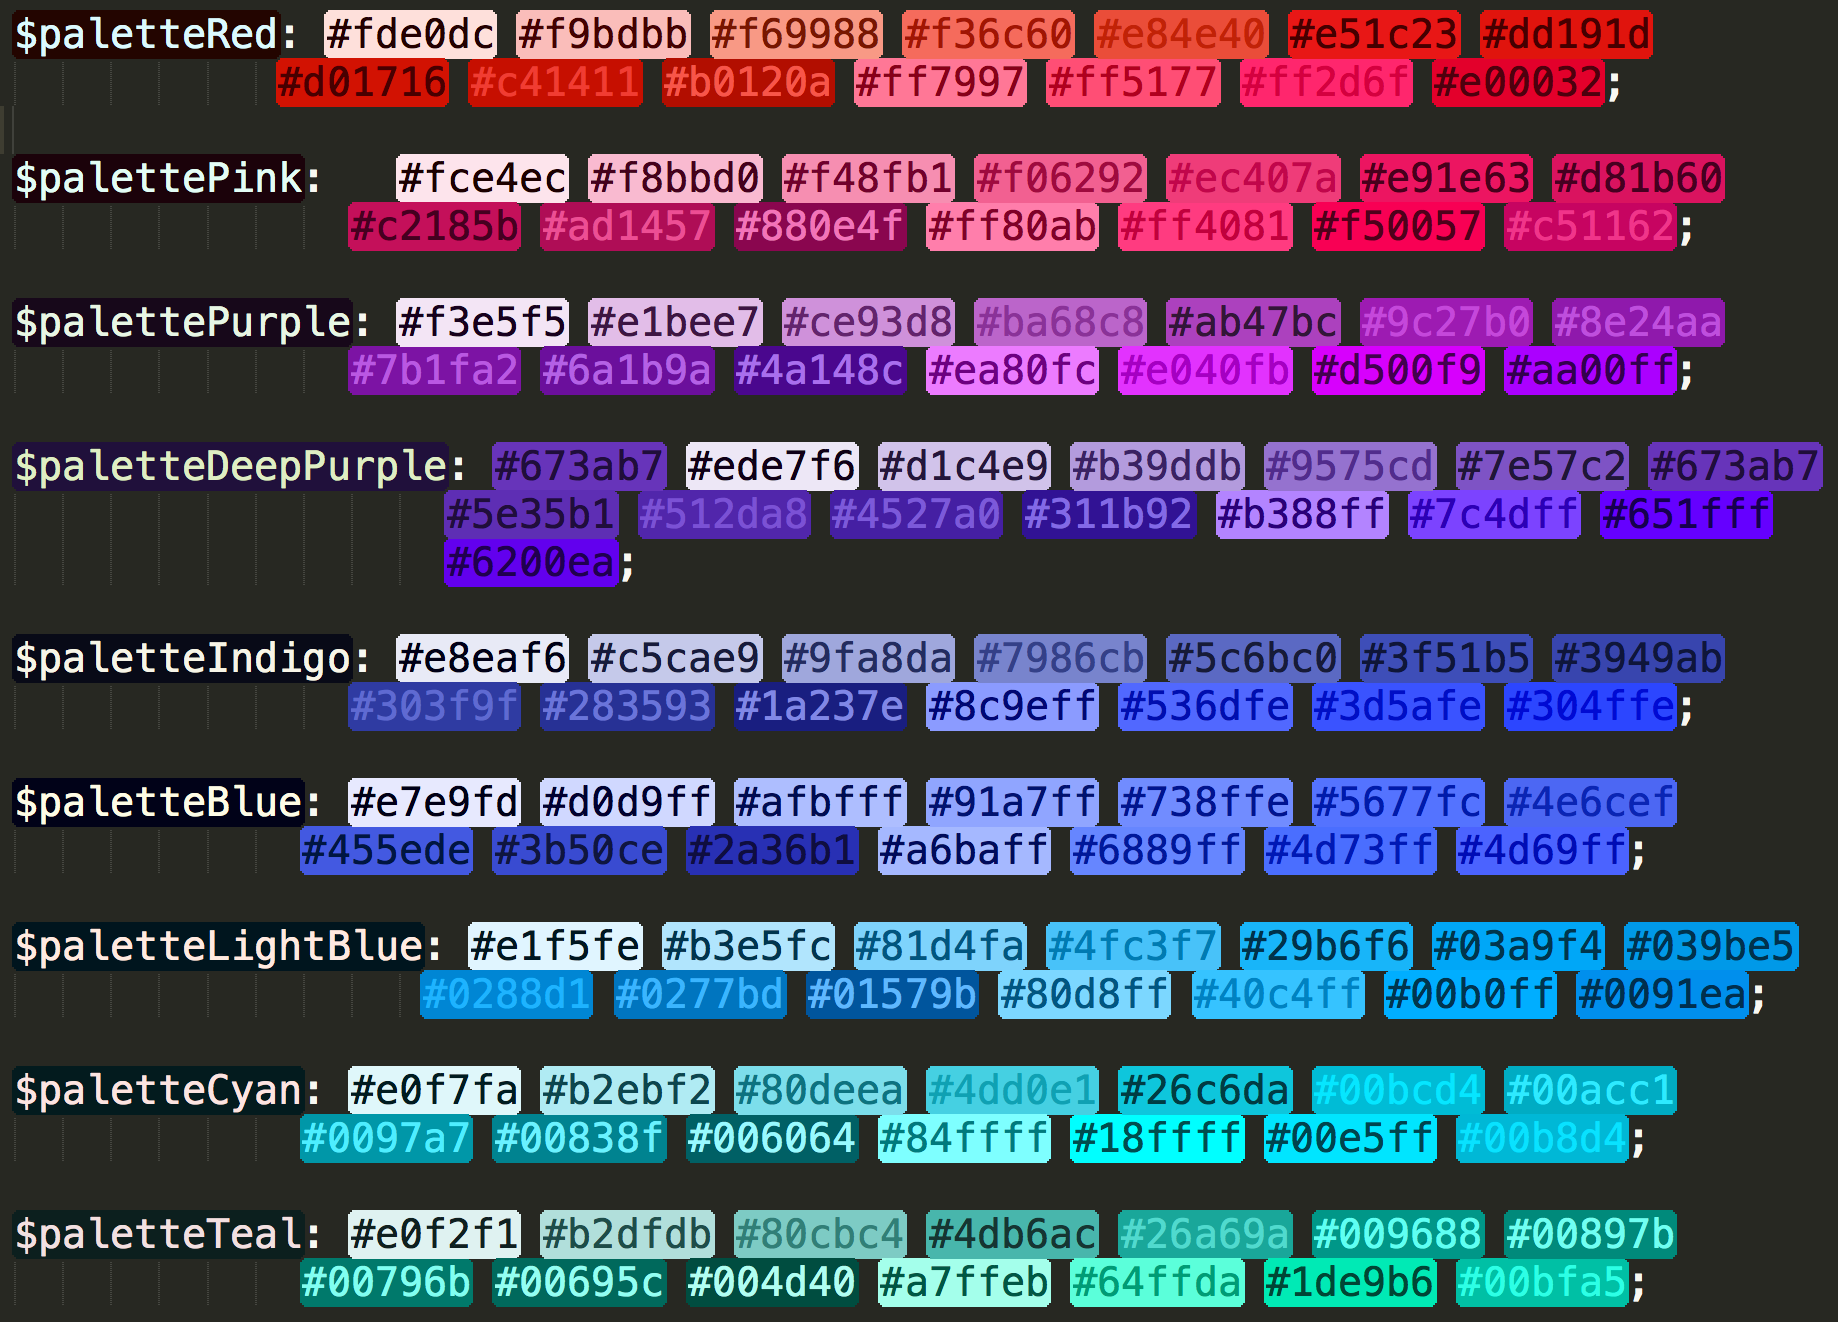 $paletteRed: #fde0dc #f9bdbb #f69988 #f36c60 #e84e40 #e51c23 #dd191d
#d01716 #c41411 #b0120a #ff7997 #ff5177 #ff2d6f #e00032;
$palettePink: #fce4ec #f8bbd0 #f48fb1 #f06292 #ec407a #e91e63 #d81b60
#c2185b #ad1457 #880e4f #ff80ab #ff4081 #f50057 #c51162;
$palettePurple: #f3e5f5 #e1bee7 #ce93d8 #ba68c8 #ab47bc #9c27b0 #8e24aa
#7b1fa2 #6a1b9a #4a148c #ea80fc #e040fb #d500f9 #aa00ff;
$paletteDeepPurple: #673ab7 #ede7f6 #d1c4e9 #b39ddb #9575cd #7e57c2 #673ab7
#5e35b1 #512da8 #4527a0 #311b92 #b388ff #7c4dff #651fff
#6200ea;
$paletteIndigo: #e8eaf6 #c5cae9 #9fa8da #7986cb #5c6bc0 #3f51b5 #3949ab
#303f9f #283593 #1a237e #8c9eff #536dfe #3d5afe #304ffe;
$paletteBlue: #e7e9fd #d0d9ff #afbfff #91a7ff #738ffe #5677fc #4e6cef
#455ede #3b50ce #2a36b1 #a6baff #6889ff #4d73ff #4d69ff;
$paletteLightBlue: #e1f5fe #b3e5fc #81d4fa #4fc3f7 #29b6f6 #03a9f4 #039be5
#0288d1 #0277bd #01579b #80d8ff #40c4ff #00b0ff #0091ea;
$paletteCyan: #e0f7fa #b2ebf2 #80deea #4dd0e1 #26c6da #00bcd4 #00acc1
#0097a7 #00838f #006064 #84ffff #18ffff #00e5ff #00b8d4;
$paletteTeal: #e0f2f1 #b2dfdb #80cbc4 #4db6ac #26a69a #009688 #00897b
#00796b #00695c #004d40 #a7ffeb #64ffda #1de9b6 #00bfa5;